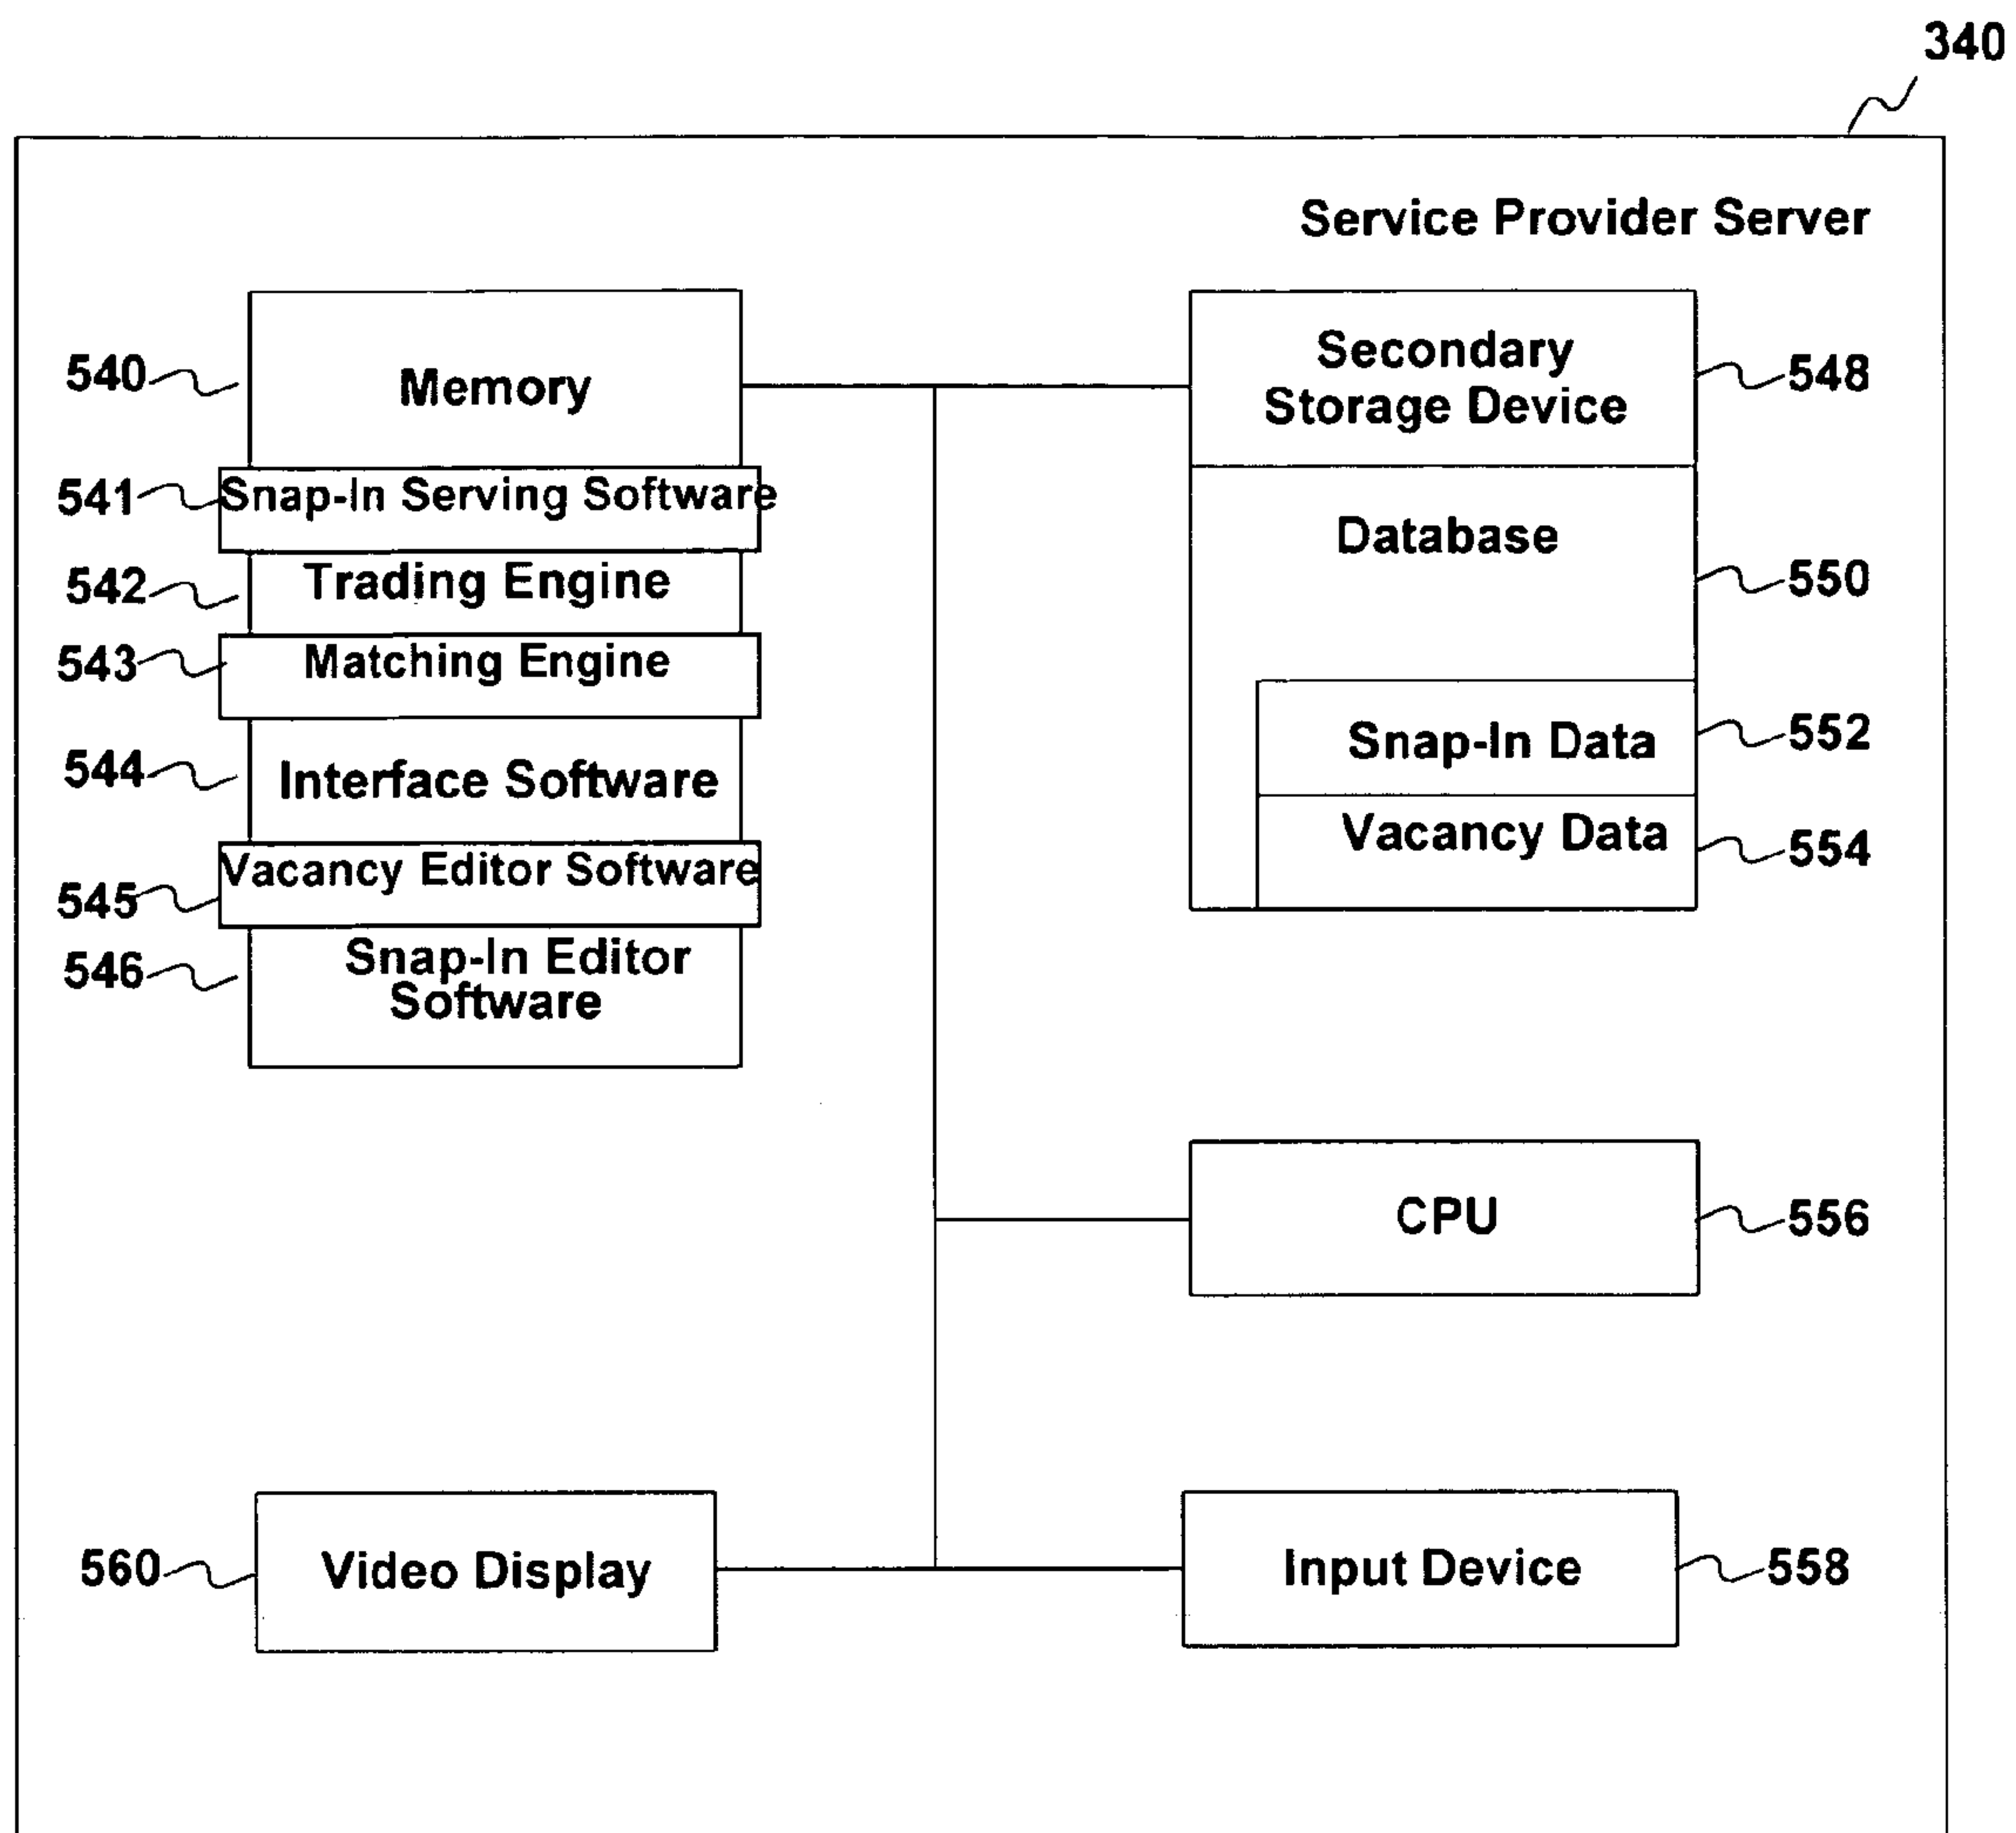 340
Service Provider Server
540
Memory
541
Snap-In Serving Software
542
Trading Engine
543
Matching Engine
544
Interface Software
545
Vacancy Editor Software
546
Snap-In Editor
Software
Secondary
Storage Device
548
Database
550
Snap-In Data
552
Vacancy Data
554
CPU
556
560
Video Display
Input Device
558